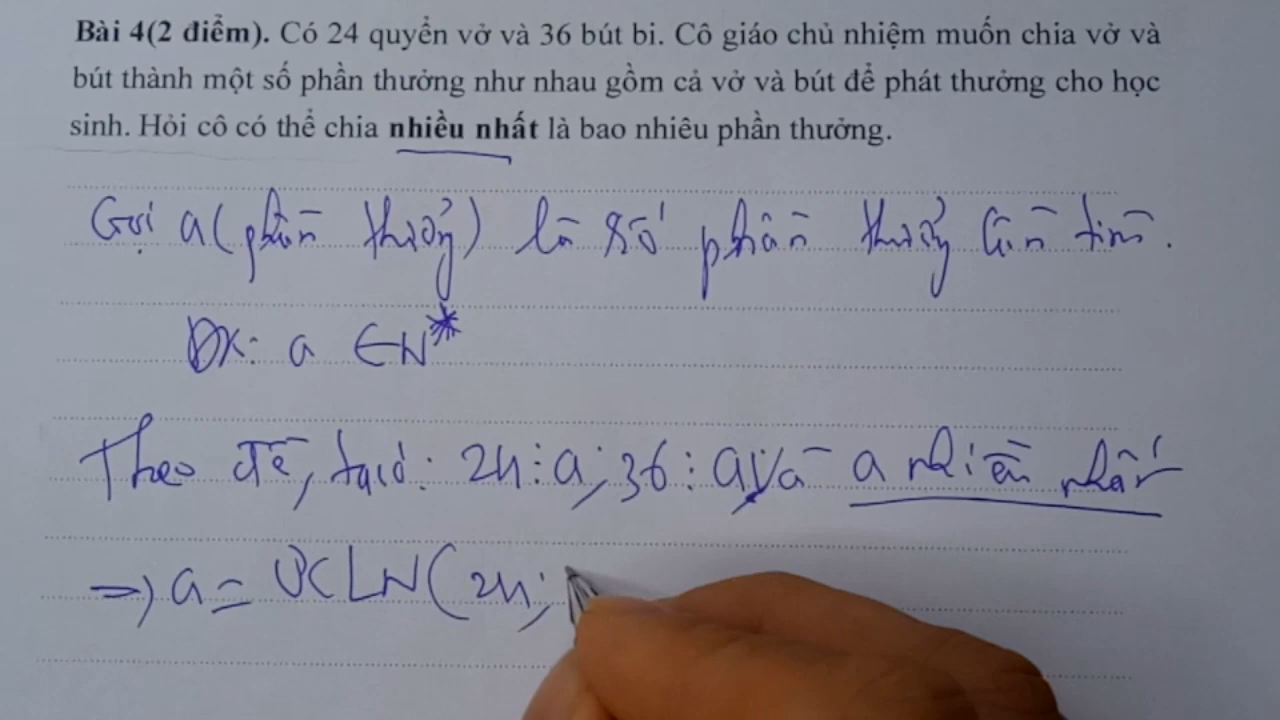 Bài 4(2 điểm). Có 24 quyển vở và 36 bút bi. Cô giáo chủ nhiệm muốn chia vở và
bút thành một số phần thưởng như nhau gồm cả vở và bút để phát thưởng cho học
sinh. Hỏi cô có thể chia nhiều nhất là bao nhiêu phần thưởng.
Gọi a(phần thưởng) là số phần thưởng cần tìm.
ĐK: a ∈ N*
Theo đề, ta có: 24 ⋮ a; 36 ⋮ a và a nhiều nhất
=> a = ƯCLN(24;